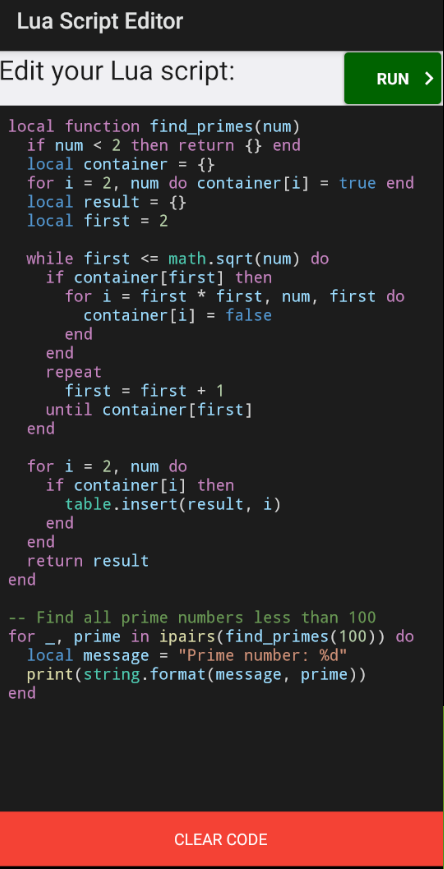 Lua Script Editor
Edit your Lua script:
RUN
local function find_primes(num)
  if num < 2 then return {} end
  local container = {}
  for i = 2, num do container[i] = true end
  local result = {}
  local first = 2

  while first <= math.sqrt(num) do
    if container[first] then
      for i = first * first, num, first do
        container[i] = false
      end
    end
    repeat
      first = first + 1
    until container[first]
  end

  for i = 2, num do
    if container[i] then
      table.insert(result, i)
    end
  end
  return result
end

-- Find all prime numbers less than 100
for _, prime in ipairs(find_primes(100)) do
  local message = "Prime number: %d"
  print(string.format(message, prime))
end
CLEAR CODE